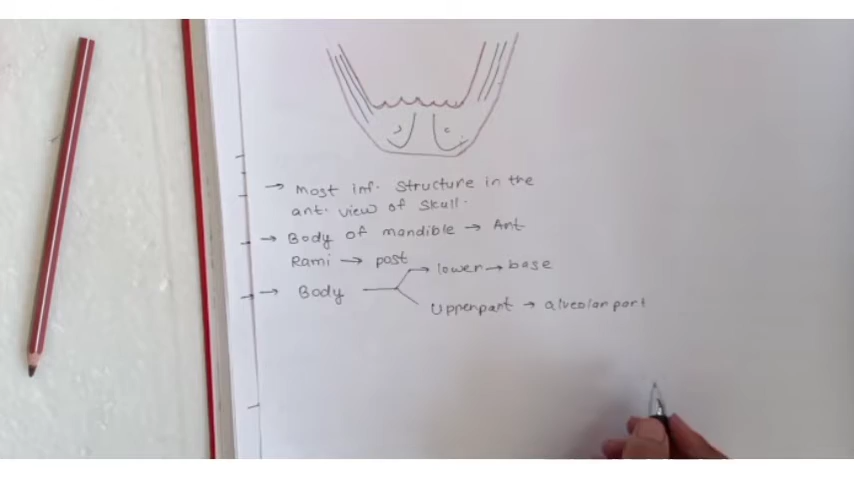 → Most inf. structure in the
ant. view of skull.
→ Body of mandible → Ant
Rami → post
→ lower → base
→ Body
Upperpart → alveolar part